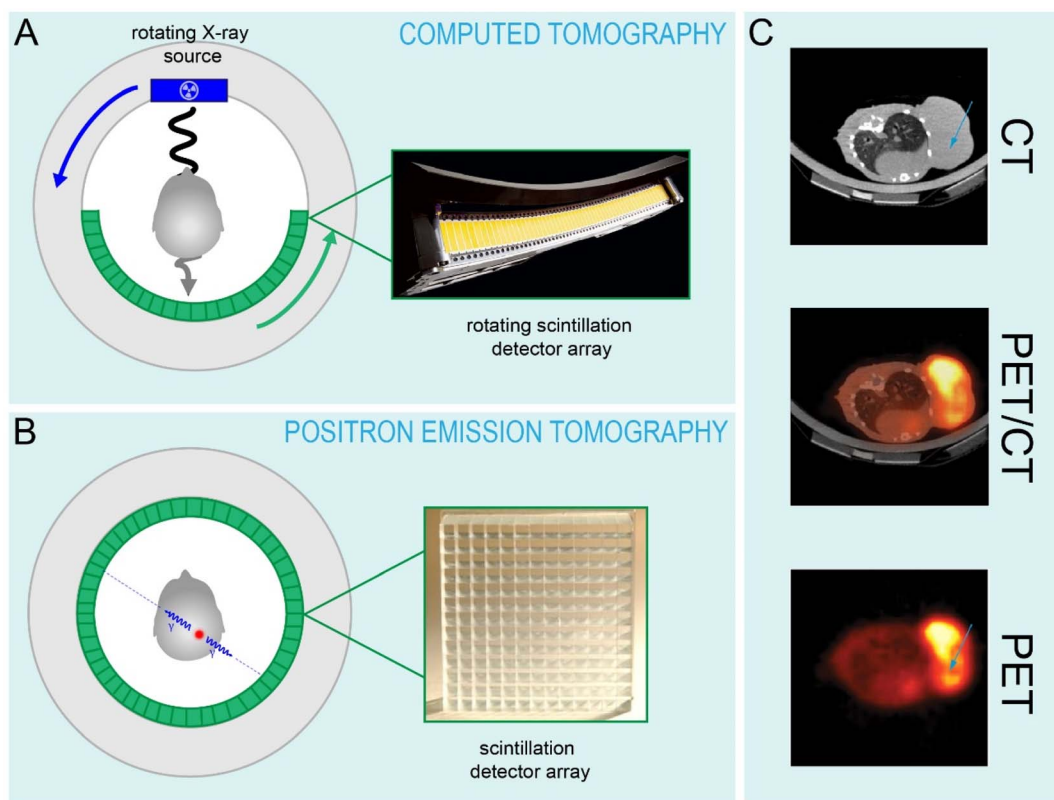 A
COMPUTED TOMOGRAPHY
rotating X-ray
source
rotating scintillation
detector array
B
POSITRON EMISSION TOMOGRAPHY
γ
γ
scintillation
detector array
C
CT
PET/CT
PET